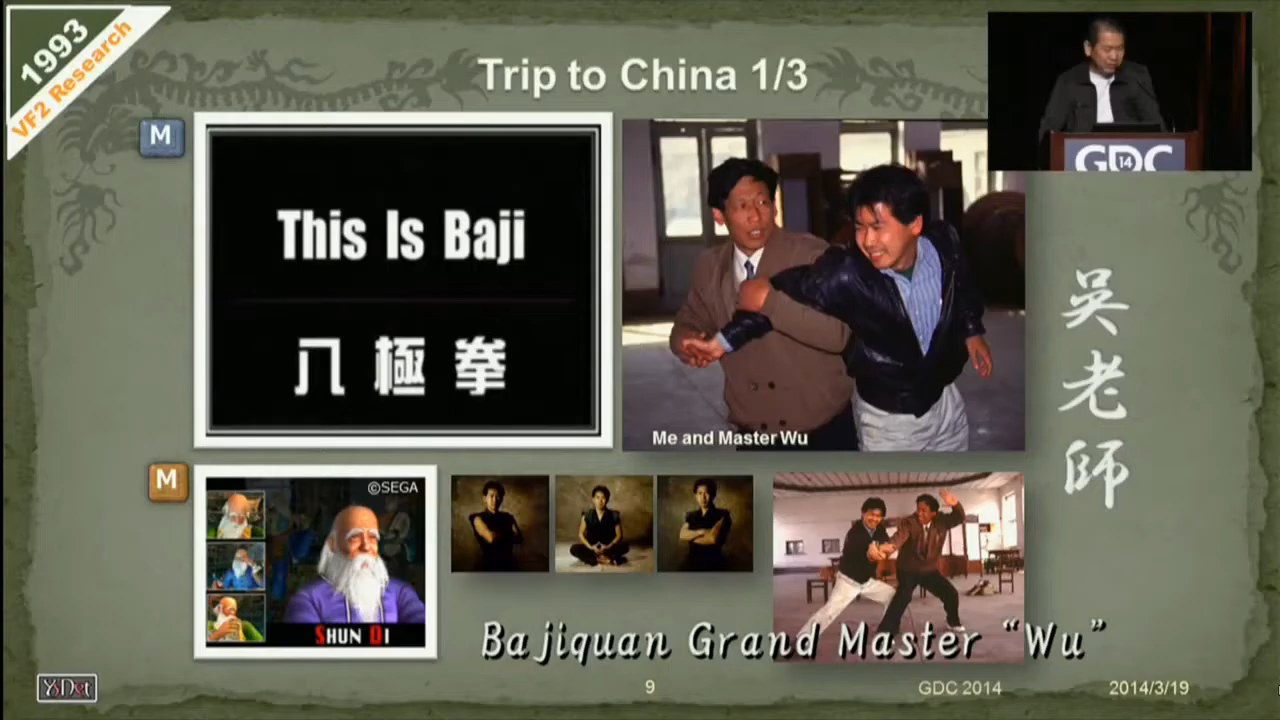 1993
VF2 Research
Trip to China 1/3
GDC
14
M
This Is Baji
八極拳
Me and Master Wu
吳老師
M
©SEGA
SHUN DI
Bajiquan Grand Master “Wu”
YsNet
9
GDC 2014
2014/3/19